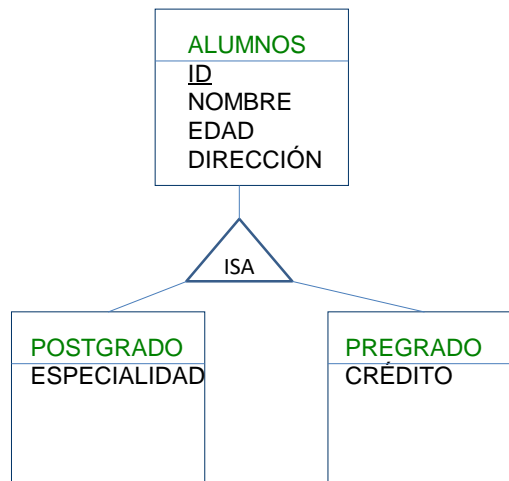 ALUMNOS
ID
NOMBRE
EDAD
DIRECCIÓN
ISA
POSTGRADO
ESPECIALIDAD
PREGRADO
CRÉDITO